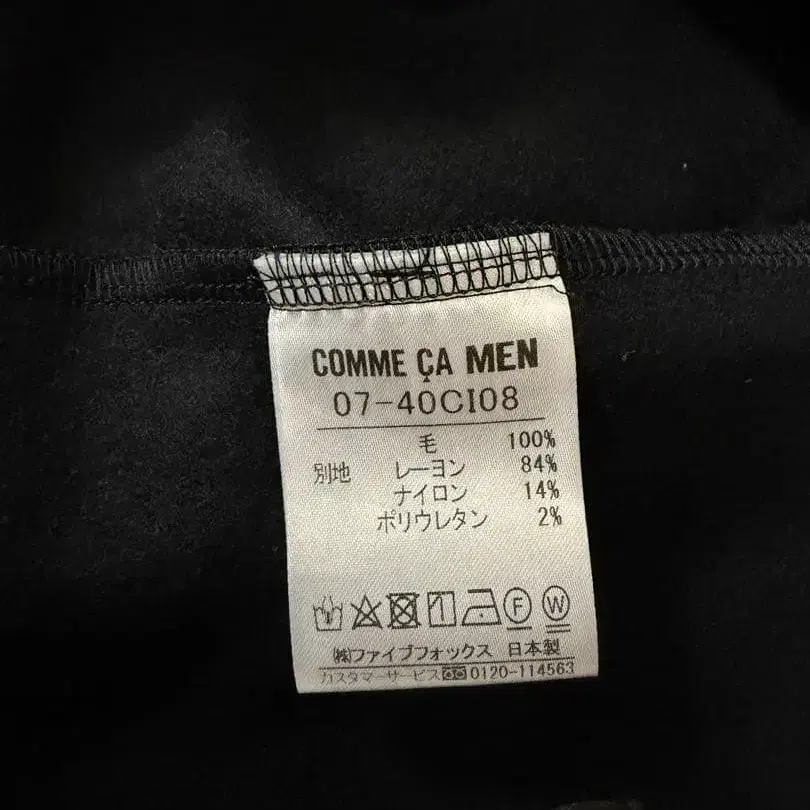 COMME ÇA MEN
07-40CI08
毛 100%
別地 レーヨン 84%
ナイロン 14%
ポリウレタン 2%
F W
㈱ファイブフォックス 日本製
カスタマーサービス 0120-114563